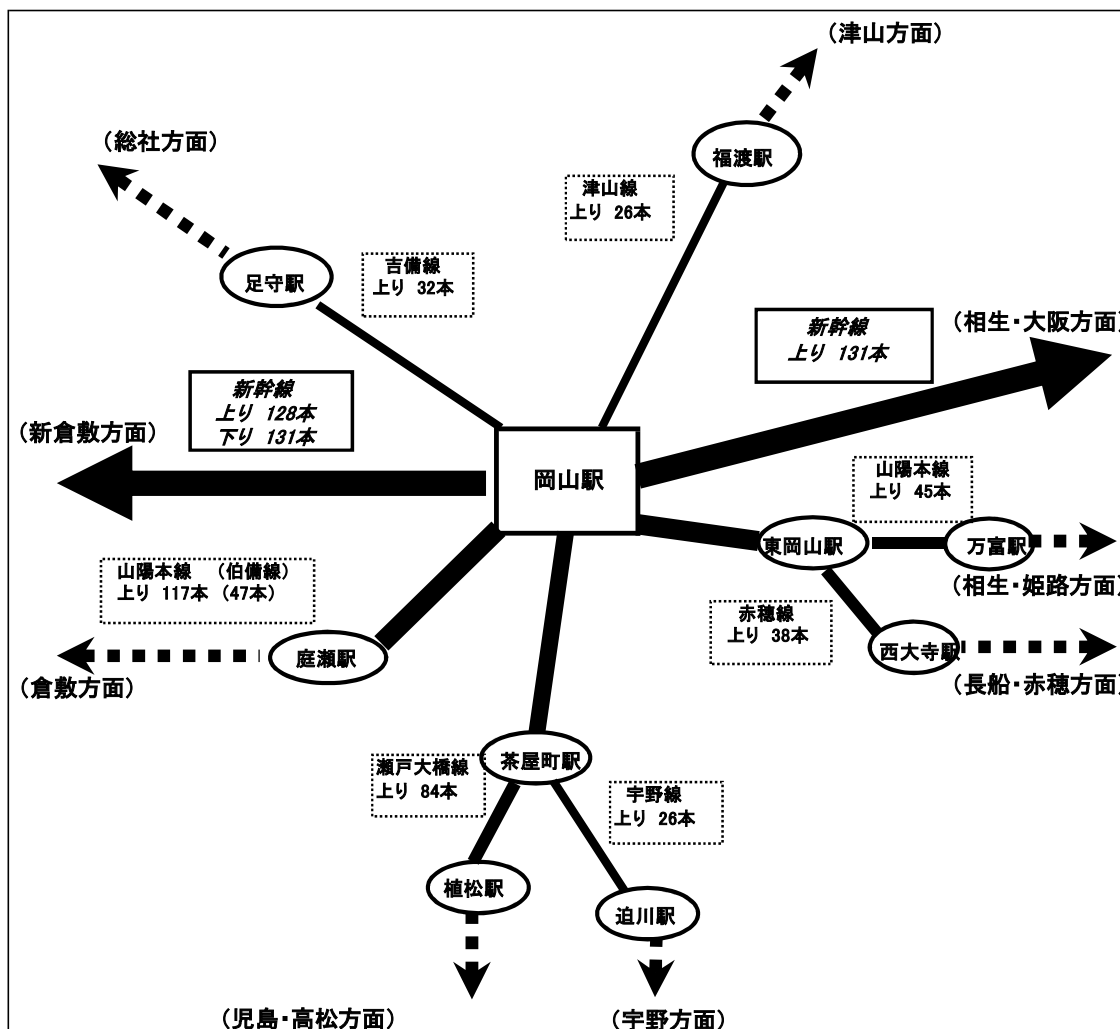 （津山方面）
（総社方面）
福渡駅
津山線
上り 26本
足守駅
吉備線
上り 32本
（相生・大阪方面）
新幹線
上り 131本
新幹線
上り 128本
下り 131本
（新倉敷方面）
岡山駅
山陽本線
上り 45本
東岡山駅
万富駅
（相生・姫路方面）
山陽本線 （伯備線）
上り 117本 （47本）
赤穂線
上り 38本
庭瀬駅
西大寺駅
（倉敷方面）
（長船・赤穂方面）
茶屋町駅
瀬戸大橋線
上り 84本
宇野線
上り 26本
植松駅
迫川駅
（児島・高松方面）
（宇野方面）